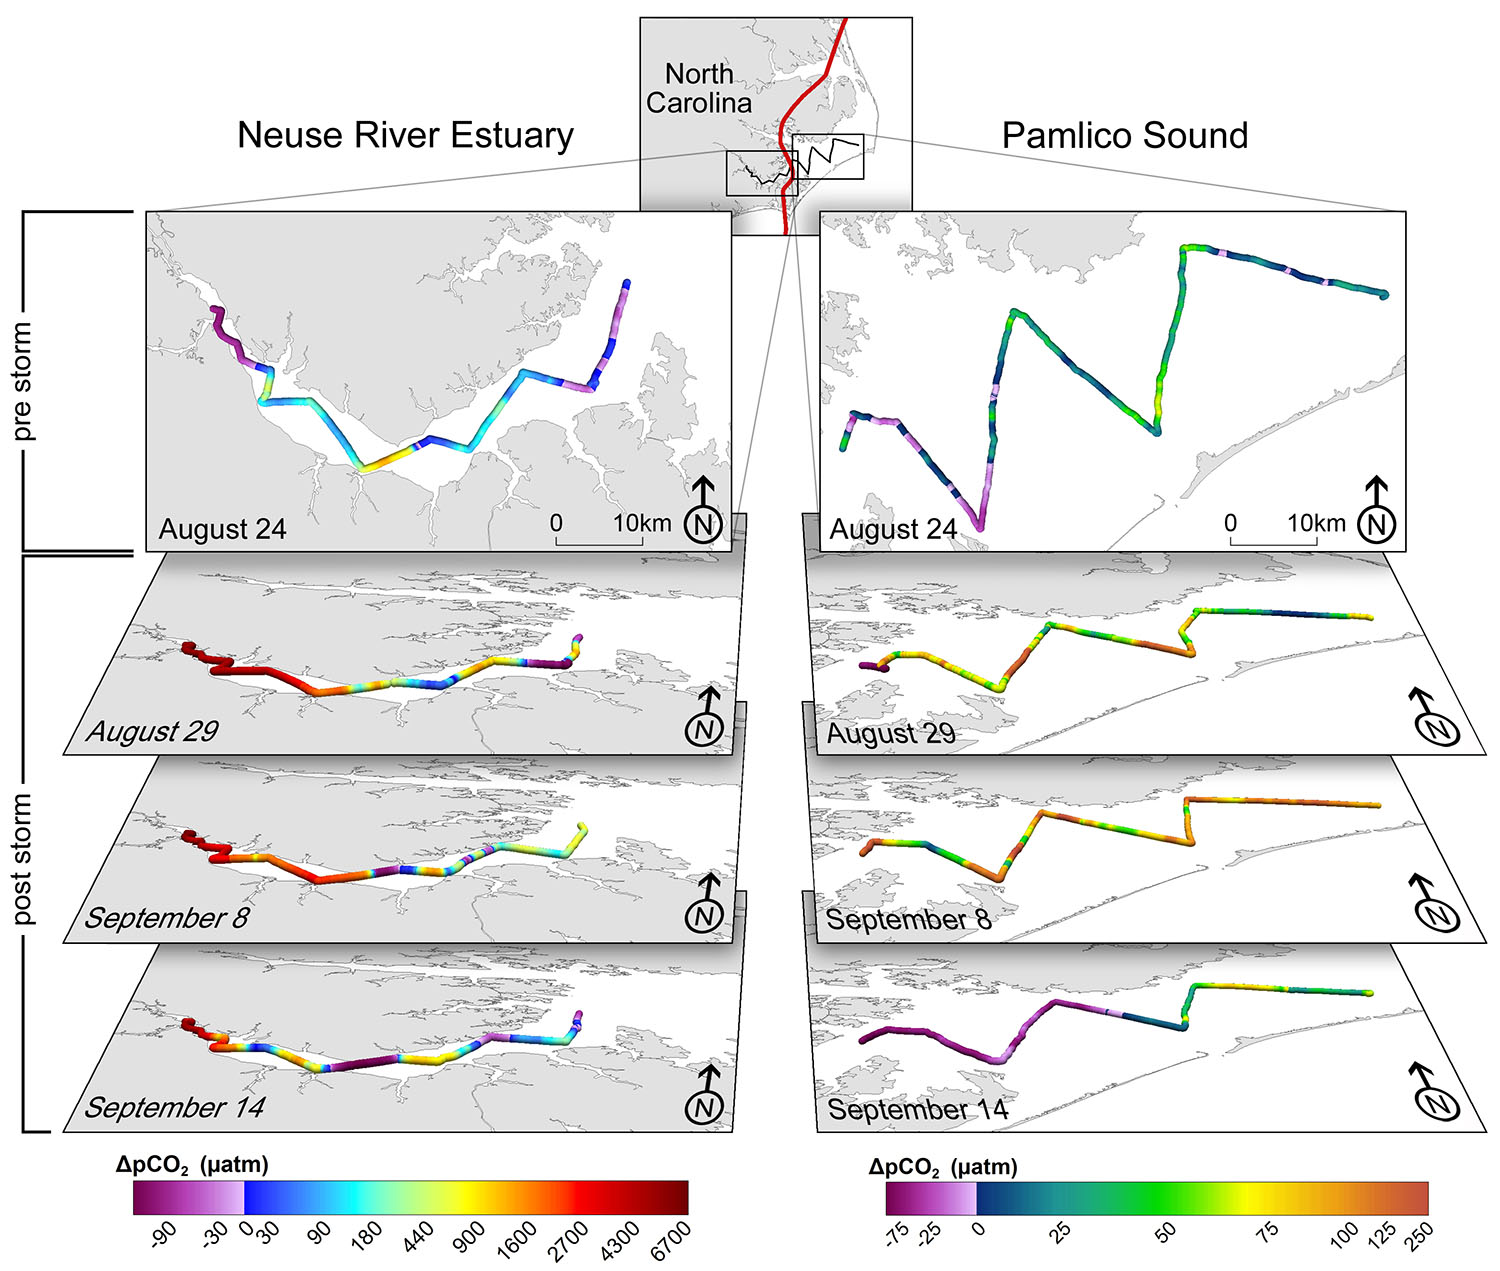 North
Carolina
Neuse River Estuary
Pamlico Sound
pre storm
August 24
0 10km
N
August 24
0 10km
N
post storm
August 29
N
August 29
N
September 8
N
September 8
N
September 14
N
September 14
N
ΔpCO₂ (µatm)
-90 -30 0 30 90 180 440 900 1600 2700 4300 6700
ΔpCO₂ (µatm)
-75 -25 0 25 50 75 100 125 250